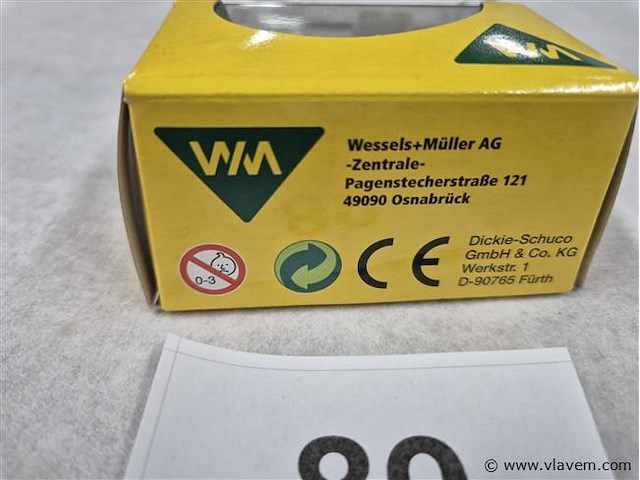 WM
WM
Wessels+Müller AG
-Zentrale-
Pagenstecherstraße 121
49090 Osnabrück
0-3
CE
Dickie-Schuco
GmbH & Co. KG
Werkstr. 1
D-90765 Fürth
© www.vlavem.com